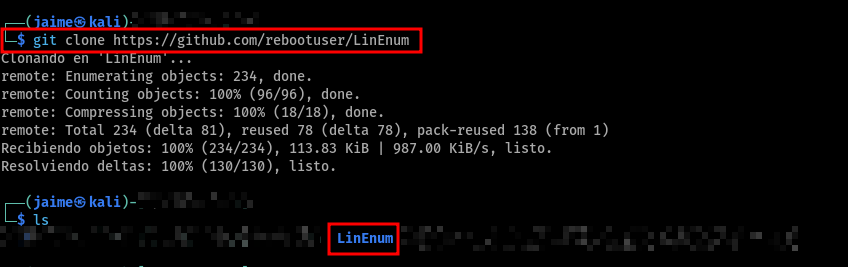 ┌──(jaime㉿kali)-
└─$ git clone https://github.com/rebootuser/LinEnum
Clonando en 'LinEnum'...
remote: Enumerating objects: 234, done.
remote: Counting objects: 100% (96/96), done.
remote: Compressing objects: 100% (18/18), done.
remote: Total 234 (delta 81), reused 78 (delta 78), pack-reused 138 (from 1)
Recibiendo objetos: 100% (234/234), 113.83 KiB | 987.00 KiB/s, listo.
Resolviendo deltas: 100% (130/130), listo.
┌──(jaime㉿kali)-
└─$ ls
LinEnum